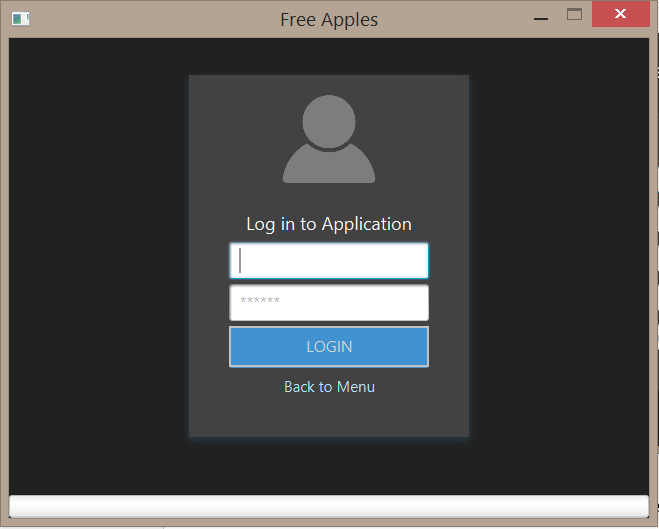 Free Apples
Log in to Application
******
LOGIN
Back to Menu